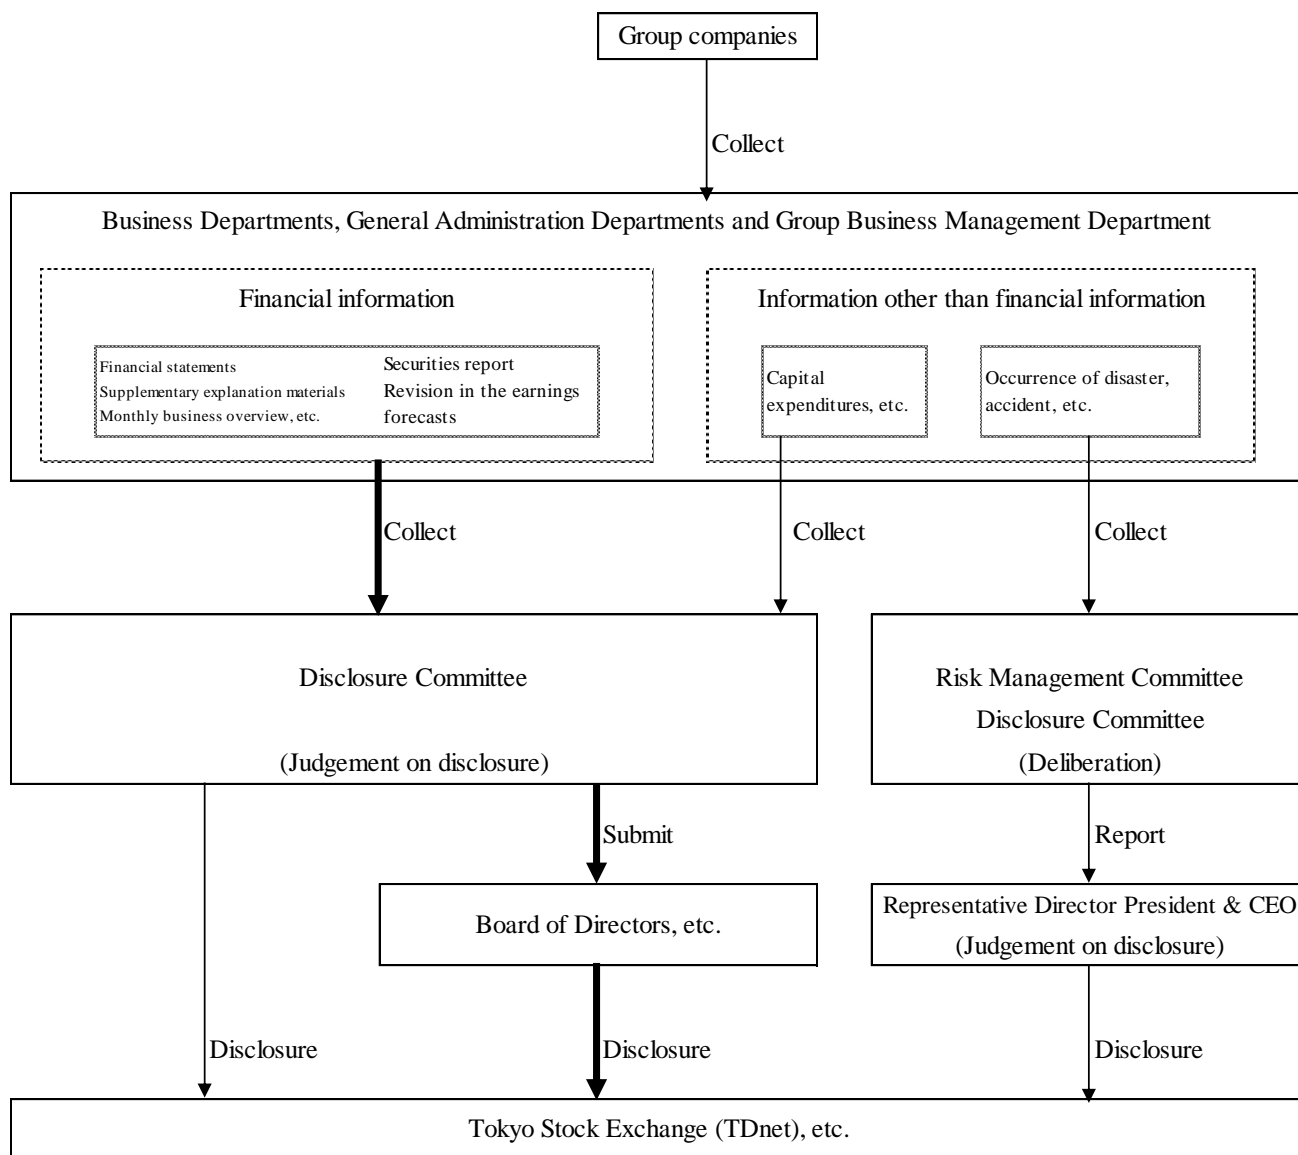 Group companies
Collect
Business Departments, General Administration Departments and Group Business Management Department
Financial information
Financial statements
Supplementary explanation materials
Monthly business overview, etc.
Securities report
Revision in the earnings
forecasts
Information other than financial information
Capital
expenditures, etc.
Occurrence of disaster,
accident, etc.
Collect
Collect
Collect
Disclosure Committee
(Judgement on disclosure)
Risk Management Committee
Disclosure Committee
(Deliberation)
Submit
Report
Board of Directors, etc.
Representative Director President & CEO
(Judgement on disclosure)
Disclosure
Disclosure
Disclosure
Tokyo Stock Exchange (TDnet), etc.